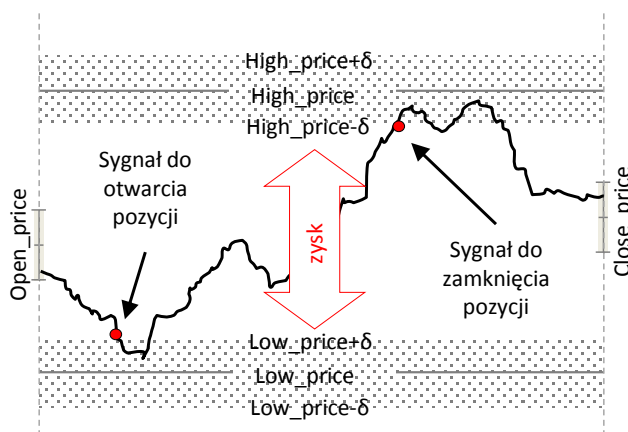 High_price+δ
High_price
High_price-δ
Sygnał do
otwarcia
pozycji
Open_price
zysk
Close_price
Sygnał do
zamknięcia
pozycji
Low_price+δ
Low_price
Low_price-δ